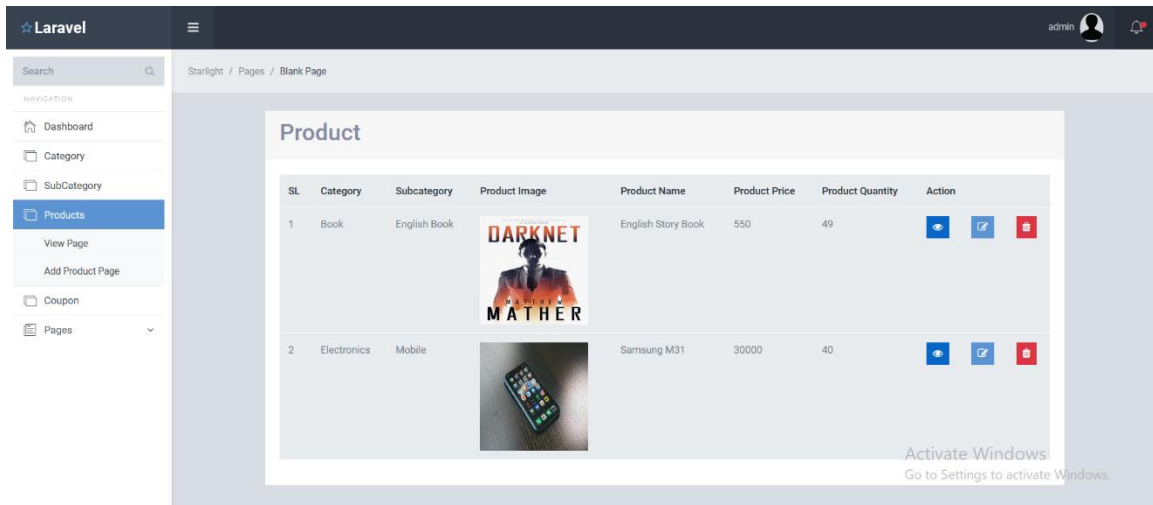 Laravel
admin
Search
Starlight / Pages / Blank Page
NAVIGATION
Dashboard
Category
SubCategory
Products
View Page
Add Product Page
Coupon
Pages
Product
SL Category Subcategory Product Image Product Name Product Price Product Quantity Action
1 Book English Book English Story Book 550 49
DARKNET
MATTHEW
MATHER
2 Electronics Mobile Samsung M31 30000 40
Activate Windows
Go to Settings to activate Windows.